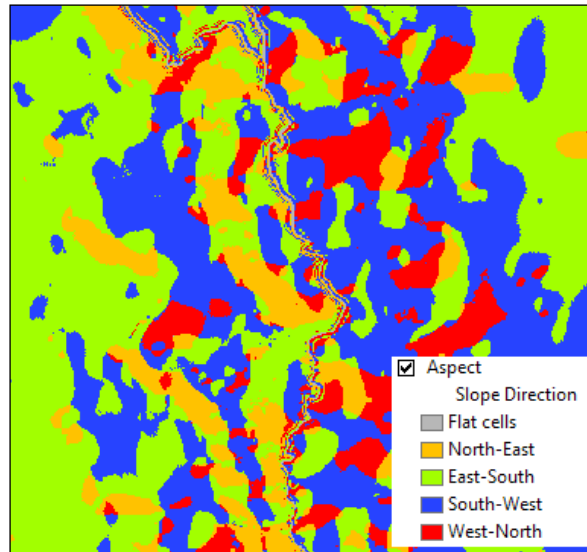 Aspect
Slope Direction
Flat cells
North-East
East-South
South-West
West-North